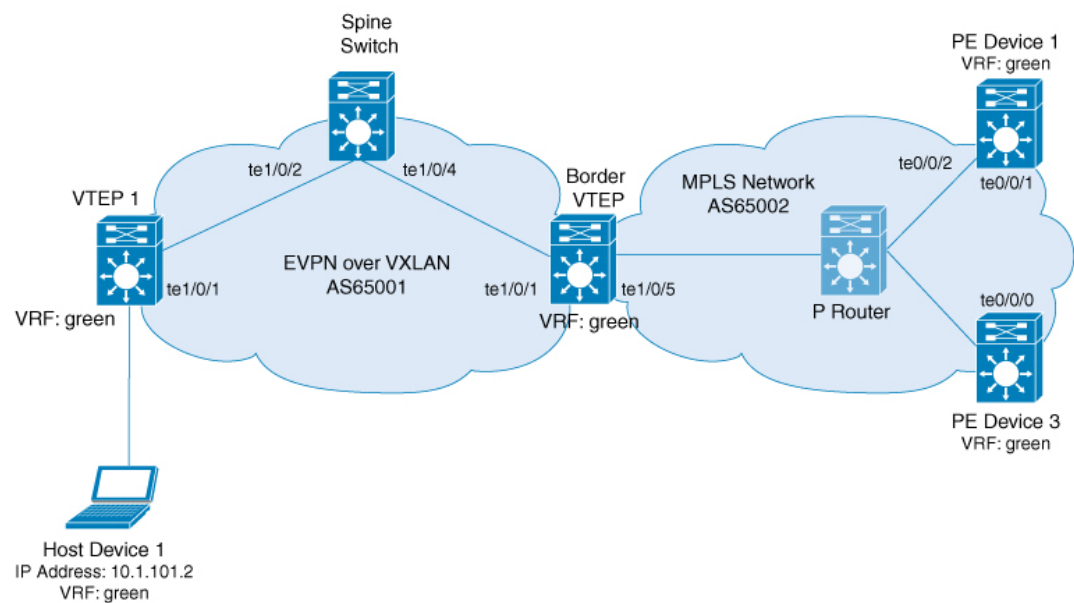 Spine
Switch
PE Device 1
VRF: green
te1/0/2
te1/0/4
te0/0/2
te0/0/1
VTEP 1
Border
VTEP
MPLS Network
AS65002
EVPN over VXLAN
AS65001
te1/0/1
te1/0/1
te1/0/5
VRF: green
VRF: green
P Router
te0/0/0
PE Device 3
VRF: green
Host Device 1
IP Address: 10.1.101.2
VRF: green